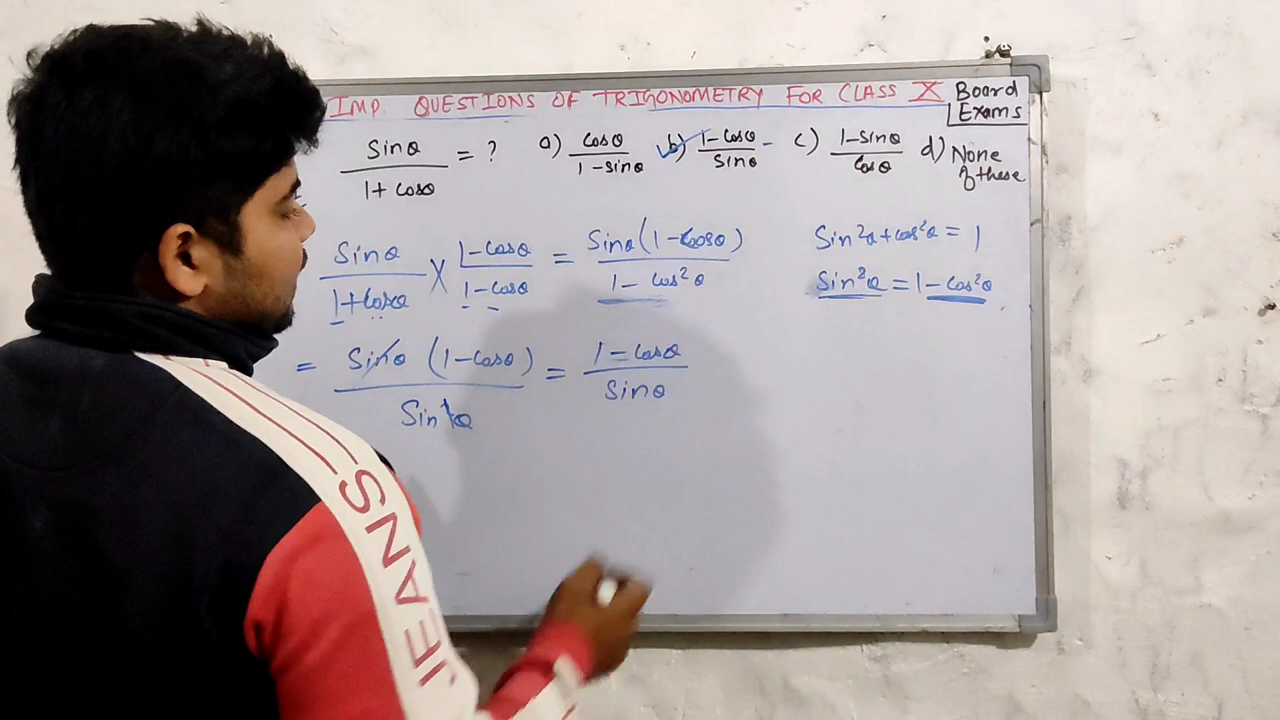 IMP. QUESTIONS OF TRIGONOMETRY FOR CLASS X Board Exams
Sinθ / 1 + Cosθ = ? a) Cosθ / 1 - sinθ b) 1 - Cosθ / Sinθ c) 1 - Sinθ / Cosθ d) None of these
Sinθ / 1 + Cosθ × 1 - Cosθ / 1 - Cosθ = Sinθ (1 - Cosθ) / 1 - Cos²θ
Sin²θ + cos²θ = 1
Sin²θ = 1 - Cos²θ
= Sinθ (1 - Cosθ) / Sin²θ = 1 - Cosθ / Sinθ
JEANS